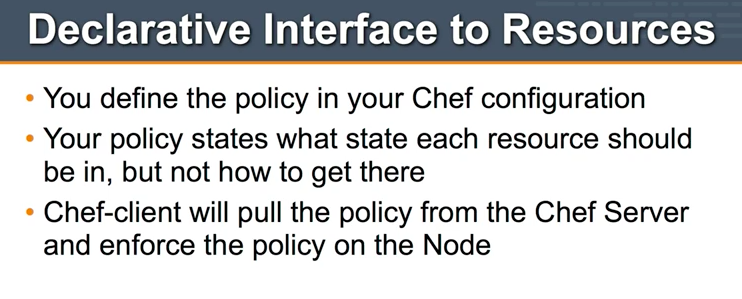 Declarative Interface to Resources
• You define the policy in your Chef configuration
• Your policy states what state each resource should
be in, but not how to get there
• Chef-client will pull the policy from the Chef Server
and enforce the policy on the Node